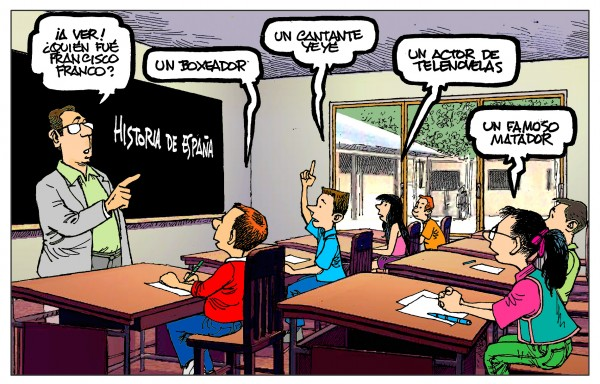 ¡A VER!
¿QUIÉN FUÉ
FRANCISCO
FRANCO?
UN BOXEADOR
UN CANTANTE
YEYÉ
UN ACTOR DE
TELENOVELAS
UN FAMOSO
MATADOR
HISTORIA DE ESPAÑA